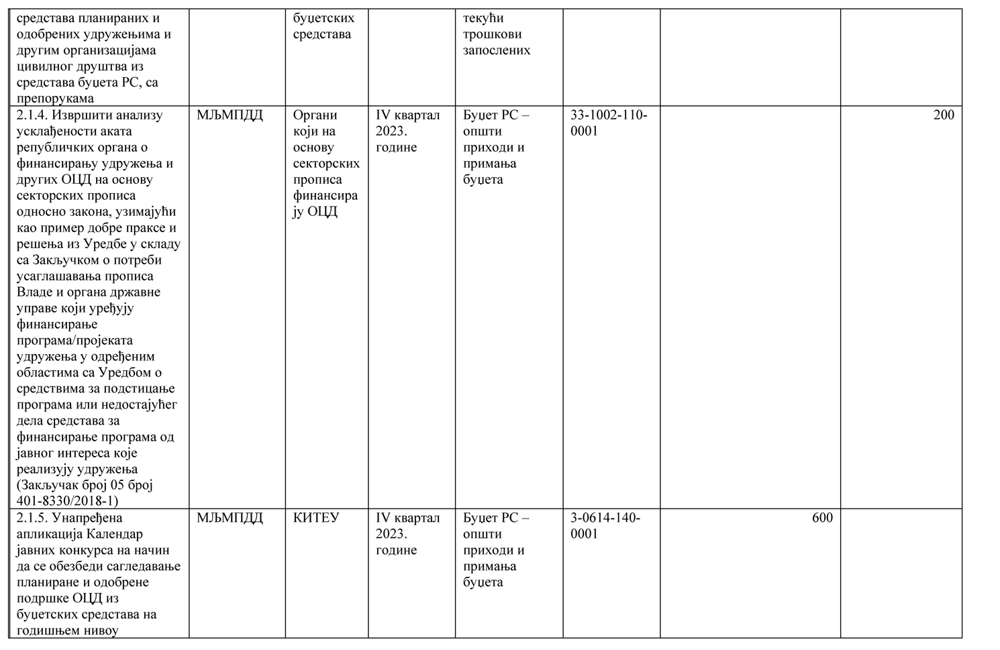 средстава планираних и
одобрених удружењима и
другим организацијама
цивилног друштва из
средстава буџета РС, са
препорукама
буџетских
средстава
текући
трошкови
запослених
2.1.4. Извршити анализу
усклађености аката
републичких органа о
финансирању удружења и
других ОЦД на основу
секторских прописа
односно закона, узимајући
као пример добре праксе и
решења из Уредбе у складу
са Закључком о потреби
усаглашавања прописа
Владе и органа државне
управе који уређују
финансирање
програма/пројеката
удружења у одређеним
областима са Уредбом о
средствима за подстицање
програма или недостајућег
дела средстава за
финансирање програма од
јавног интереса које
реализују удружења
(Закључак број 05 број
401-8330/2018-1)
МЉМПДД
Органи
који на
основу
секторских
прописа
финансира
ју ОЦД
IV квартал
2023.
године
Буџет РС –
општи
приходи и
примања
буџета
33-1002-110-
0001
200
2.1.5. Унапређена
апликација Календар
јавних конкурса на начин
да се обезбеди сагледавање
планиране и одобрене
подршке ОЦД из
буџетских средстава на
годишњем нивоу
МЉМПДД
КИТЕУ
IV квартал
2023.
године
Буџет РС –
општи
приходи и
примања
буџета
3-0614-140-
0001
600